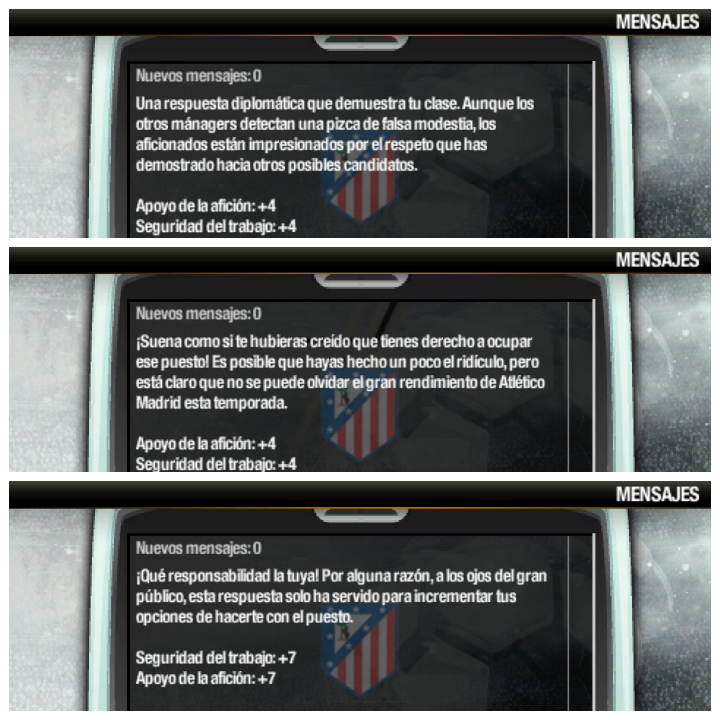 MENSAJES
Nuevos mensajes: 0
Una respuesta diplomática que demuestra tu clase. Aunque los
otros mánagers detectan una pizca de falsa modestia, los
aficionados están impresionados por el respeto que has
demostrado hacia otros posibles candidatos.
Apoyo de la afición: +4
Seguridad del trabajo: +4
MENSAJES
Nuevos mensajes: 0
¡Suena como si te hubieras creído que tienes derecho a ocupar
ese puesto! Es posible que hayas hecho un poco el ridículo, pero
está claro que no se puede olvidar el gran rendimiento de Atlético
Madrid esta temporada.
Apoyo de la afición: +4
Seguridad del trabajo: +4
MENSAJES
Nuevos mensajes: 0
¡Qué responsabilidad la tuya! Por alguna razón, a los ojos del gran
público, esta respuesta solo ha servido para incrementar tus
opciones de hacerte con el puesto.
Seguridad del trabajo: +7
Apoyo de la afición: +7